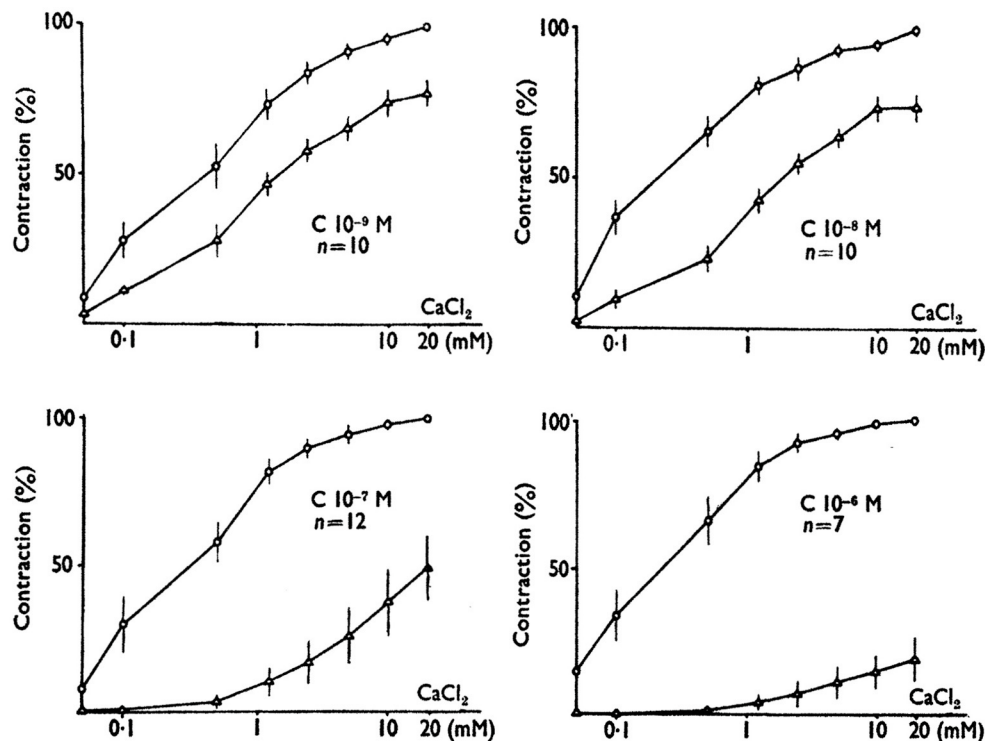 100
50
Contraction (%)
C 10⁻⁹ M
n=10
CaCl₂
0·1 1 10 20 (mM)
100
50
Contraction (%)
C 10⁻⁸ M
n=10
CaCl₂
0·1 1 10 20 (mM)
100
50
Contraction (%)
C 10⁻⁷ M
n=12
CaCl₂
0·1 1 10 20 (mM)
100
50
Contraction (%)
C 10⁻⁶ M
n=7
CaCl₂
0·1 1 10 20 (mM)